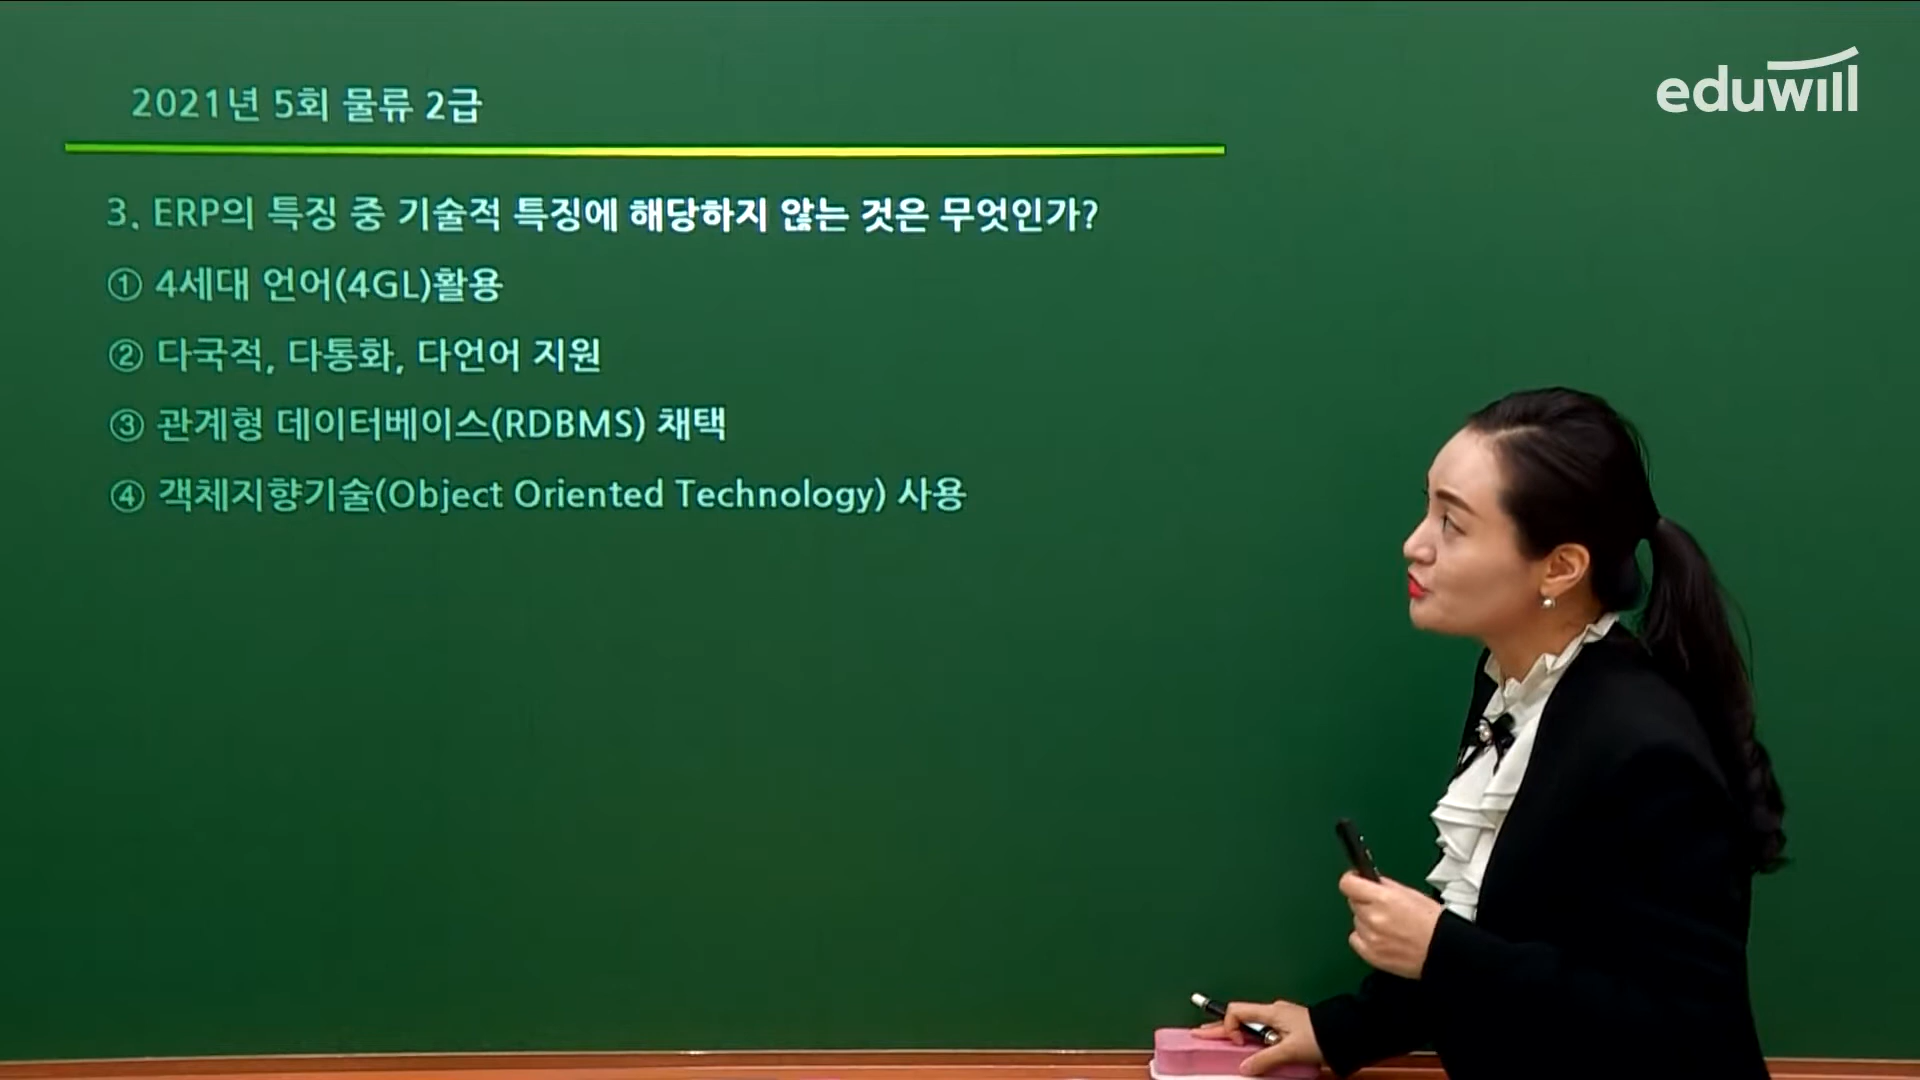 2021년 5회 물류 2급
eduwill
3. ERP의 특징 중 기술적 특징에 해당하지 않는 것은 무엇인가?
① 4세대 언어(4GL)활용
② 다국적, 다통화, 다언어 지원
③ 관계형 데이터베이스(RDBMS) 채택
④ 객체지향기술(Object Oriented Technology) 사용